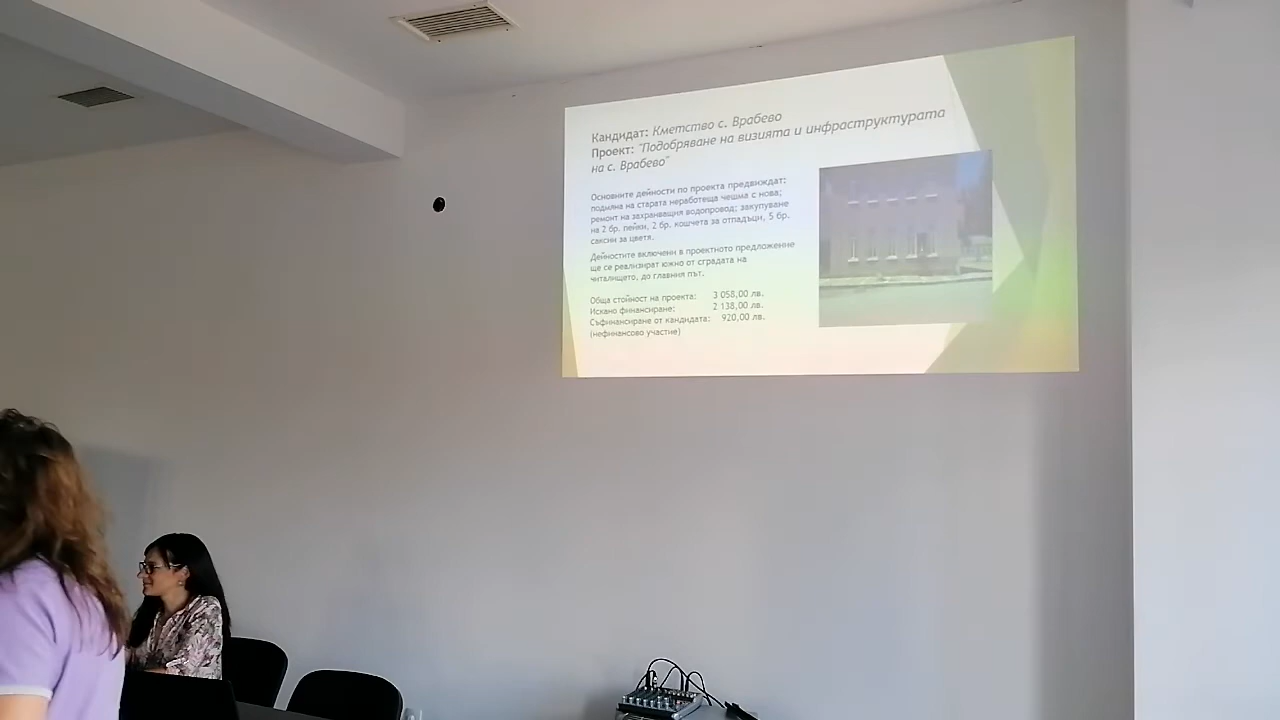 Кандидат: Кметство с. Врабево
Проект: "Подобряване на визията и инфраструктурата
на с. Врабево"
Основните дейности по проекта предвиждат:
подмяна на старата неработеща чешма с нова;
ремонт на захранващия водопровод; закупуване
на 2 бр. пейки, 2 бр. кошчета за отпадъци, 5 бр.
саксии за цветя.
Дейностите включени в проектното предложение
ще се реализират южно от сградата на
читалището, до главния път.
Обща стойност на проекта: 3 058,00 лв.
Искано финансиране: 2 138,00 лв.
Съфинансиране от кандидата: 920,00 лв.
(нефинансово участие)